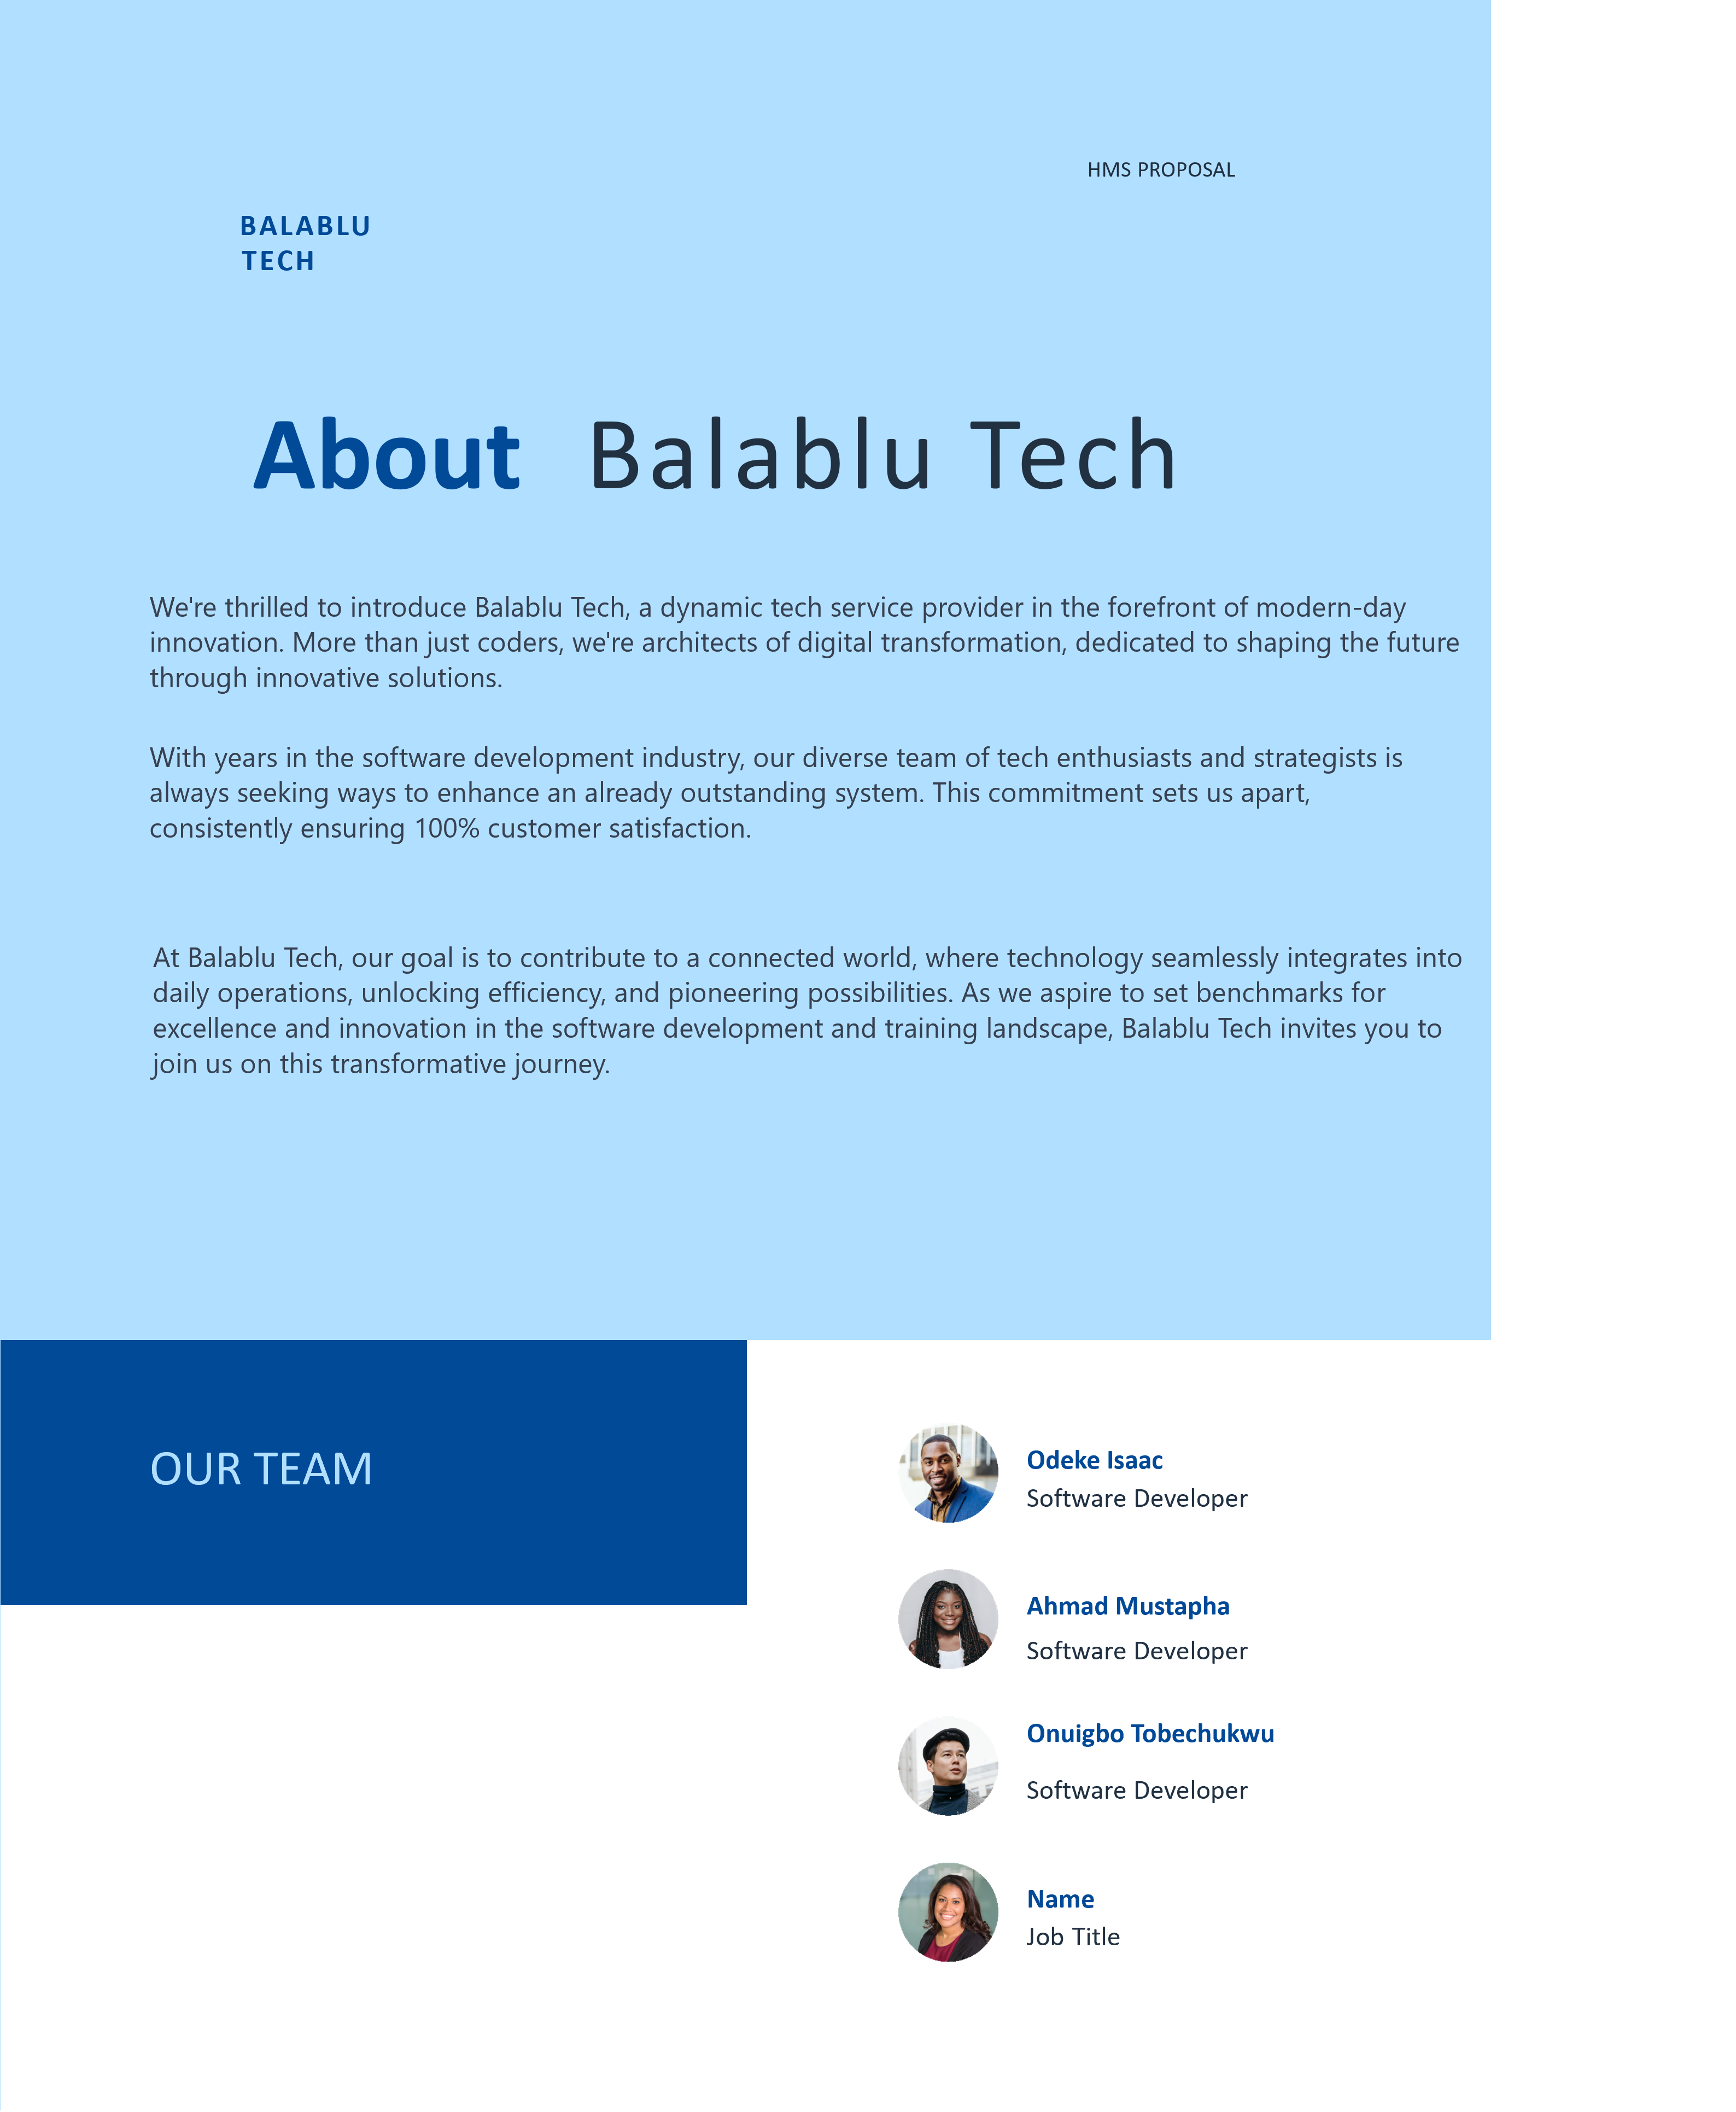 HMS PROPOSAL
BALABLU
TECH
About Balablu Tech
We're thrilled to introduce Balablu Tech, a dynamic tech service provider in the forefront of modern-day
innovation. More than just coders, we're architects of digital transformation, dedicated to shaping the future
through innovative solutions.
With years in the software development industry, our diverse team of tech enthusiasts and strategists is
always seeking ways to enhance an already outstanding system. This commitment sets us apart,
consistently ensuring 100% customer satisfaction.
At Balablu Tech, our goal is to contribute to a connected world, where technology seamlessly integrates into
daily operations, unlocking efficiency, and pioneering possibilities. As we aspire to set benchmarks for
excellence and innovation in the software development and training landscape, Balablu Tech invites you to
join us on this transformative journey.
OUR TEAM
Odeke Isaac
Software Developer
Ahmad Mustapha
Software Developer
Onuigbo Tobechukwu
Software Developer
Name
Job Title